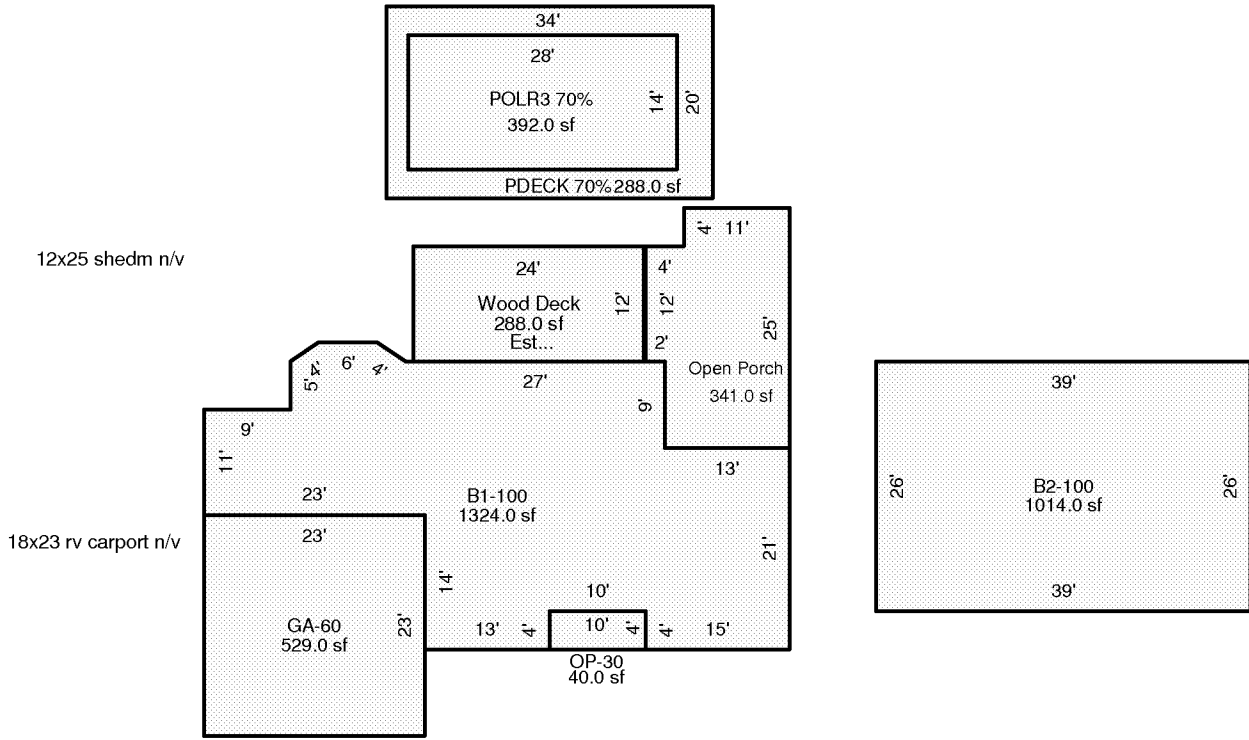 34'
28'
POLR3 70%
392.0 sf
14'
20'
PDECK 70% 288.0 sf
12x25 shedm n/v
4'
11'
24'
4'
Wood Deck
288.0 sf
Est...
12'
12'
25'
2'
5'
4'
6'
4'
27'
Open Porch
341.0 sf
9'
39'
9'
11'
13'
23'
B1-100
1324.0 sf
26'
B2-100
1014.0 sf
26'
18x23 rv carport n/v
23'
14'
21'
10'
39'
GA-60
529.0 sf
23'
13'
4'
10'
4'
4'
15'
OP-30
40.0 sf